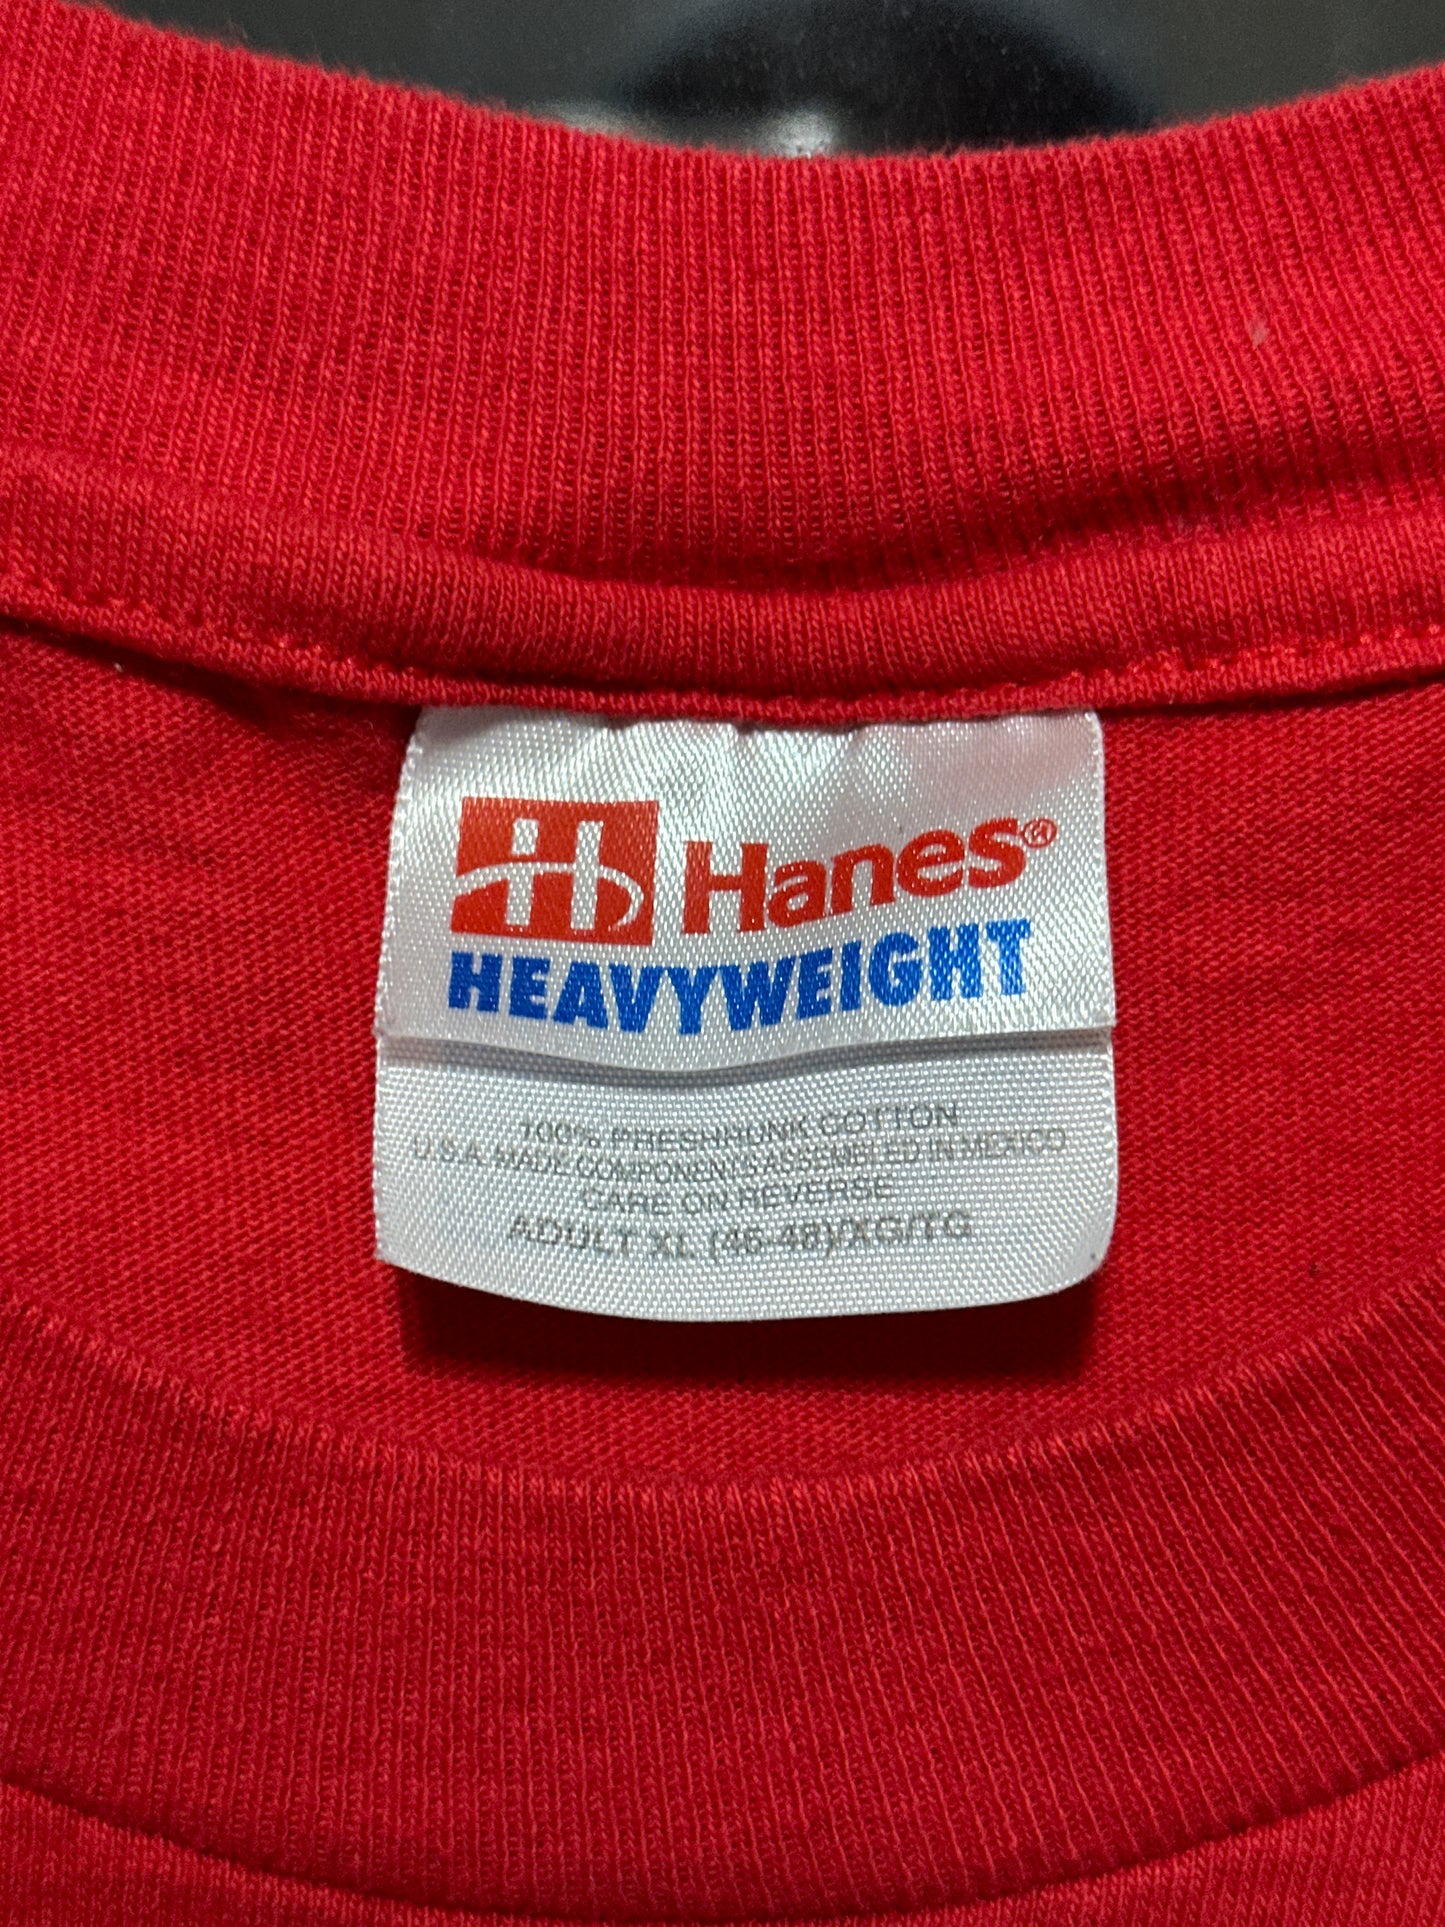 H Hanes®
HEAVYWEIGHT
100% PRESHRUNK COTTON
U.S.A. MADE COMPONENTS ASSEMBLED IN MEXICO
CARE ON REVERSE
ADULT XL (46-48)/XG/TG